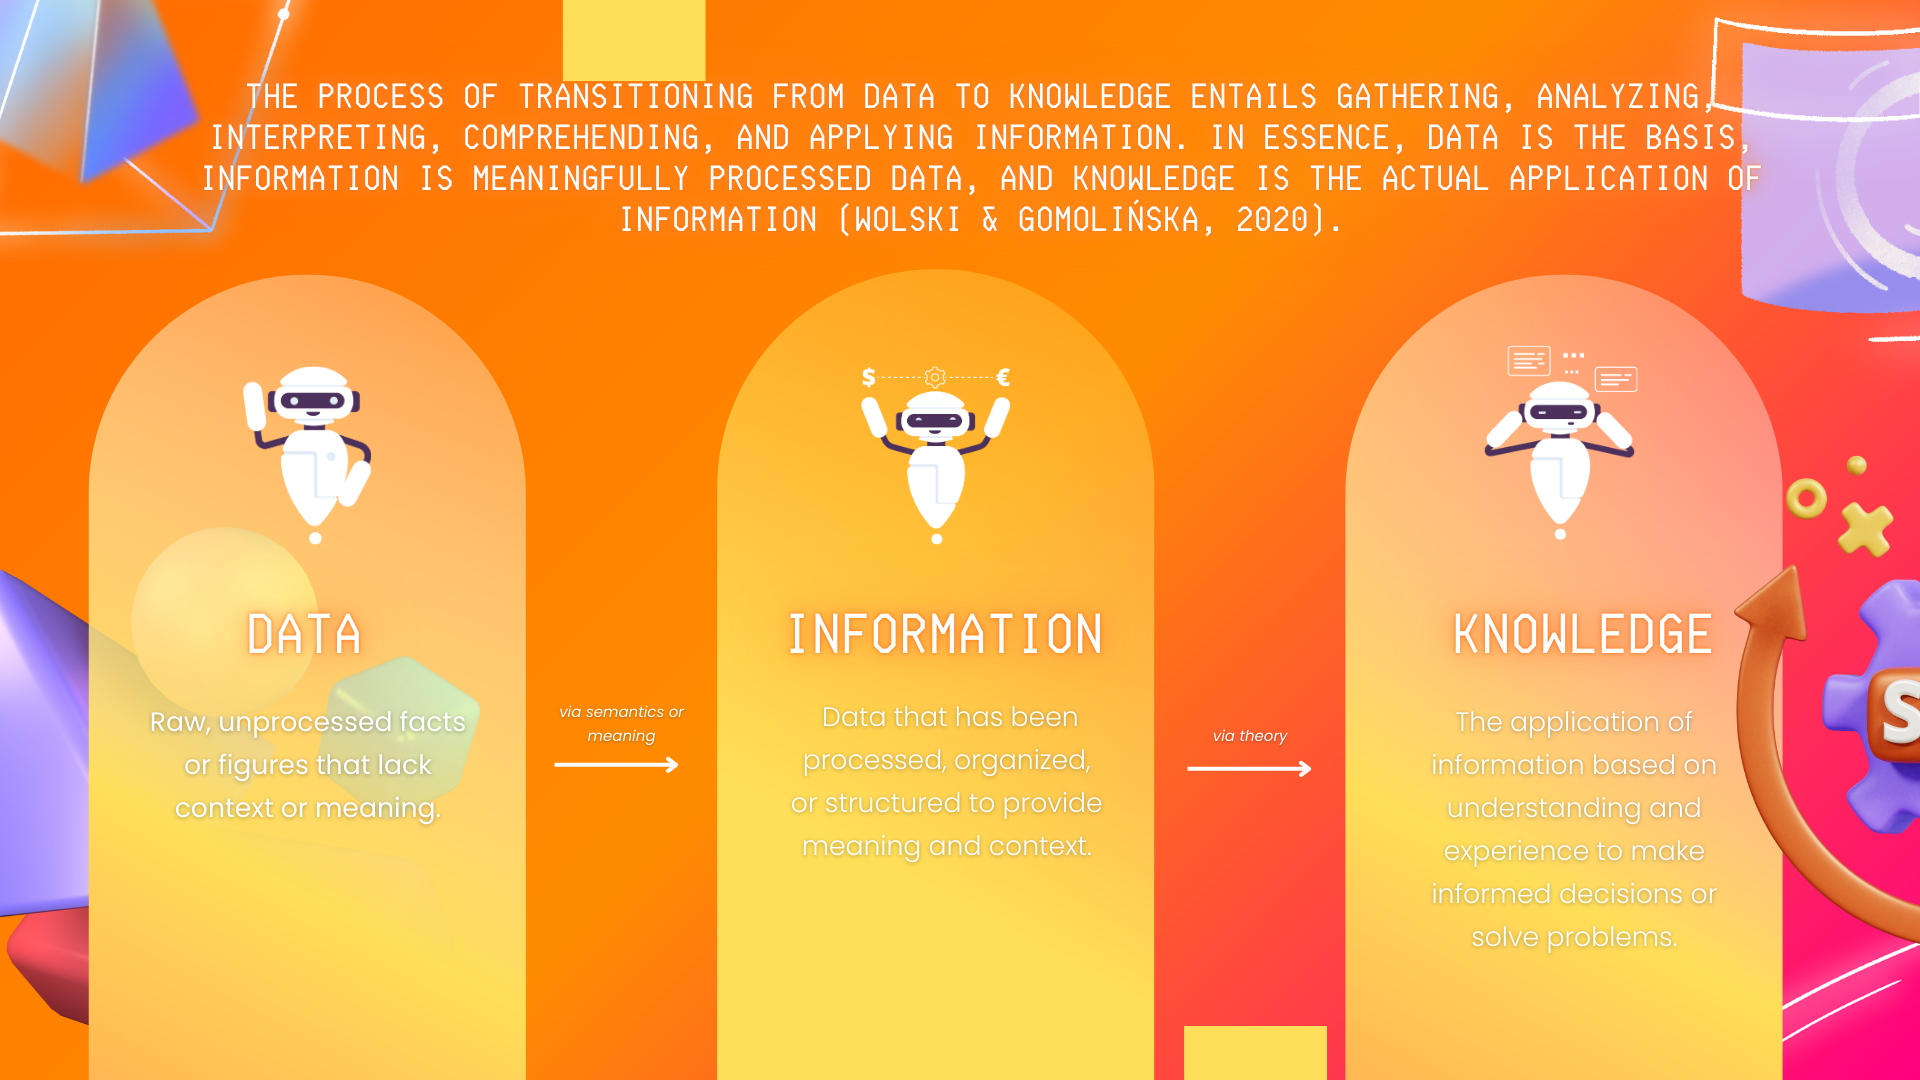 THE PROCESS OF TRANSITIONING FROM DATA TO KNOWLEDGE ENTAILS GATHERING, ANALYZING,
INTERPRETING, COMPREHENDING, AND APPLYING INFORMATION. IN ESSENCE, DATA IS THE BASIS,
INFORMATION IS MEANINGFULLY PROCESSED DATA, AND KNOWLEDGE IS THE ACTUAL APPLICATION OF
INFORMATION (WOLSKI & GOMOLIŃSKA, 2020).
$ €
DATA
Raw, unprocessed facts
or figures that lack
context or meaning.
via semantics or
meaning
INFORMATION
Data that has been
processed, organized,
or structured to provide
meaning and context.
via theory
KNOWLEDGE
The application of
information based on
understanding and
experience to make
informed decisions or
solve problems.
S